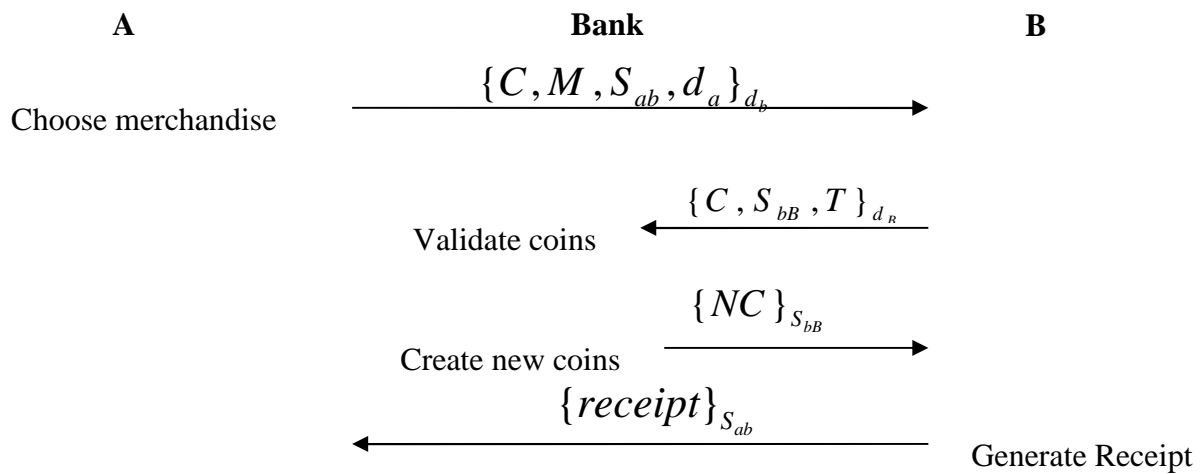 A Bank B
{C, M, S_ab, d_a}_d_b
Choose merchandise
{C, S_bB, T}_d_B
Validate coins
{NC}_S_bB
Create new coins
{receipt}_S_ab
Generate Receipt